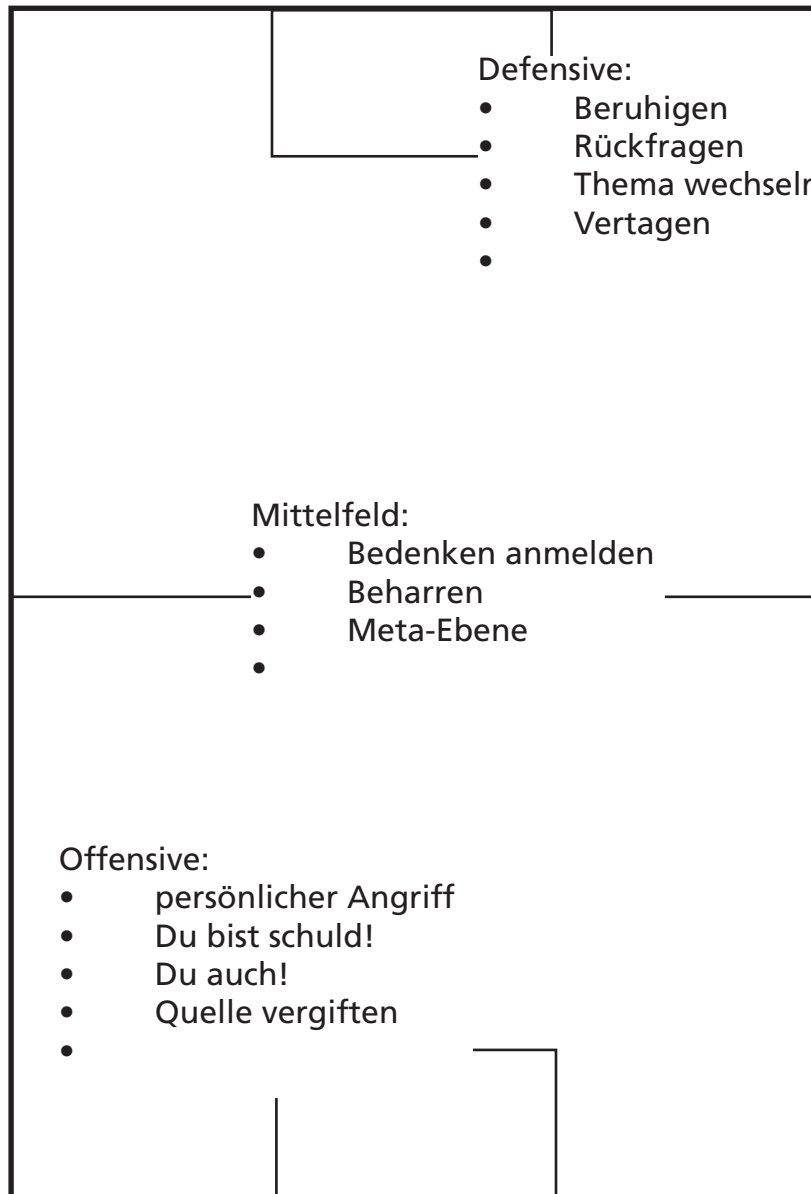 Defensive:
• Beruhigen
• Rückfragen
• Thema wechseln
• Vertagen
•
Mittelfeld:
• Bedenken anmelden
• Beharren
• Meta-Ebene
•
Offensive:
• persönlicher Angriff
• Du bist schuld!
• Du auch!
• Quelle vergiften
•